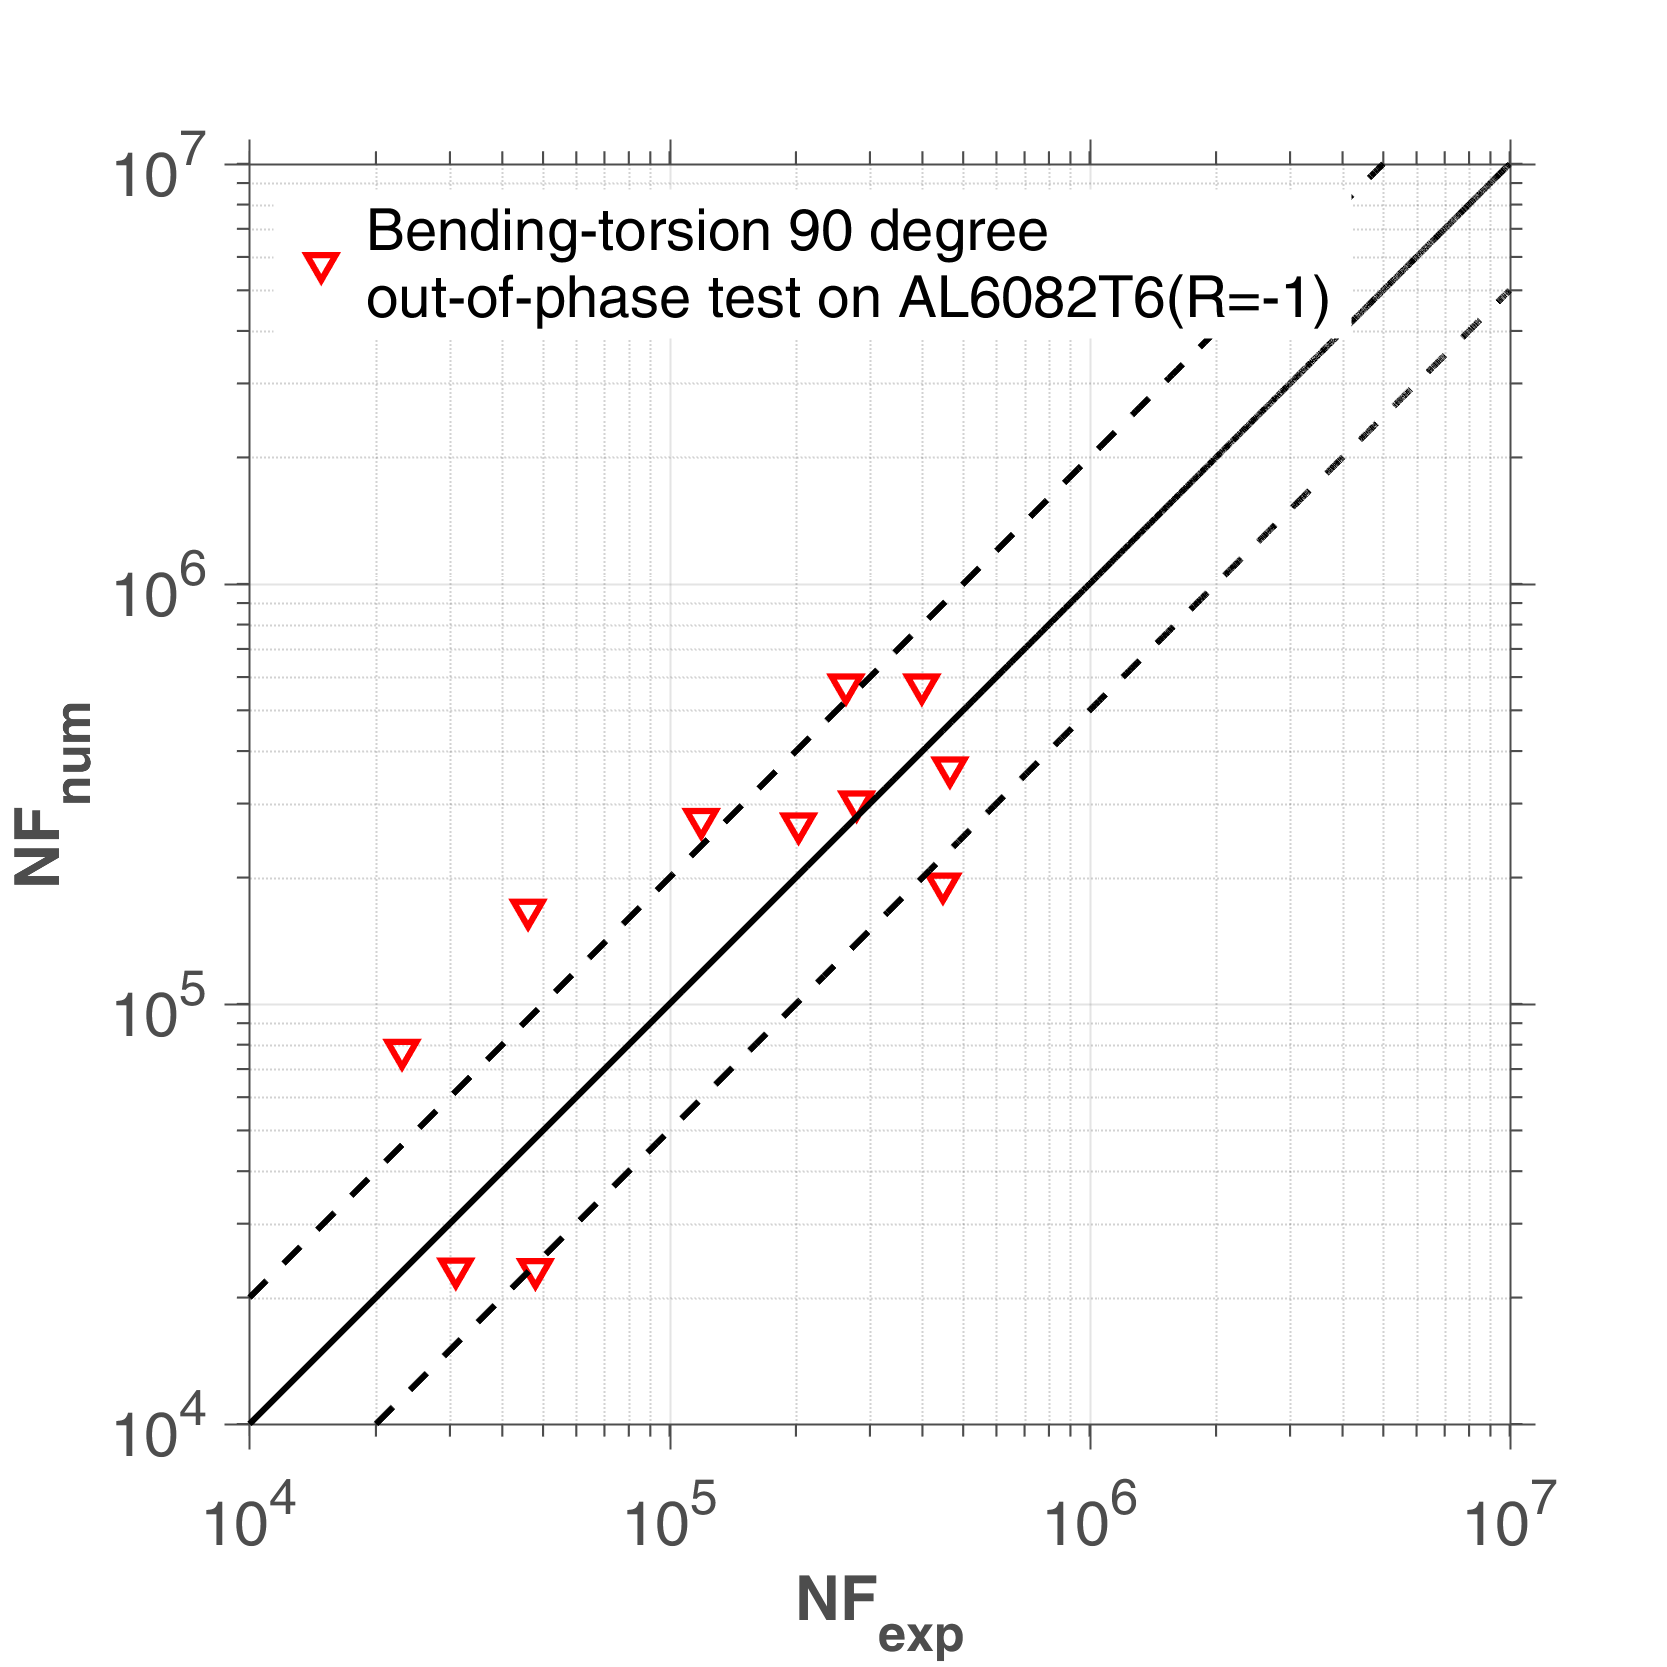 10^7
Bending-torsion 90 degree
out-of-phase test on AL6082T6(R=-1)
10^6
NF_num
10^5
10^4
10^4 10^5 10^6 10^7
NF_exp